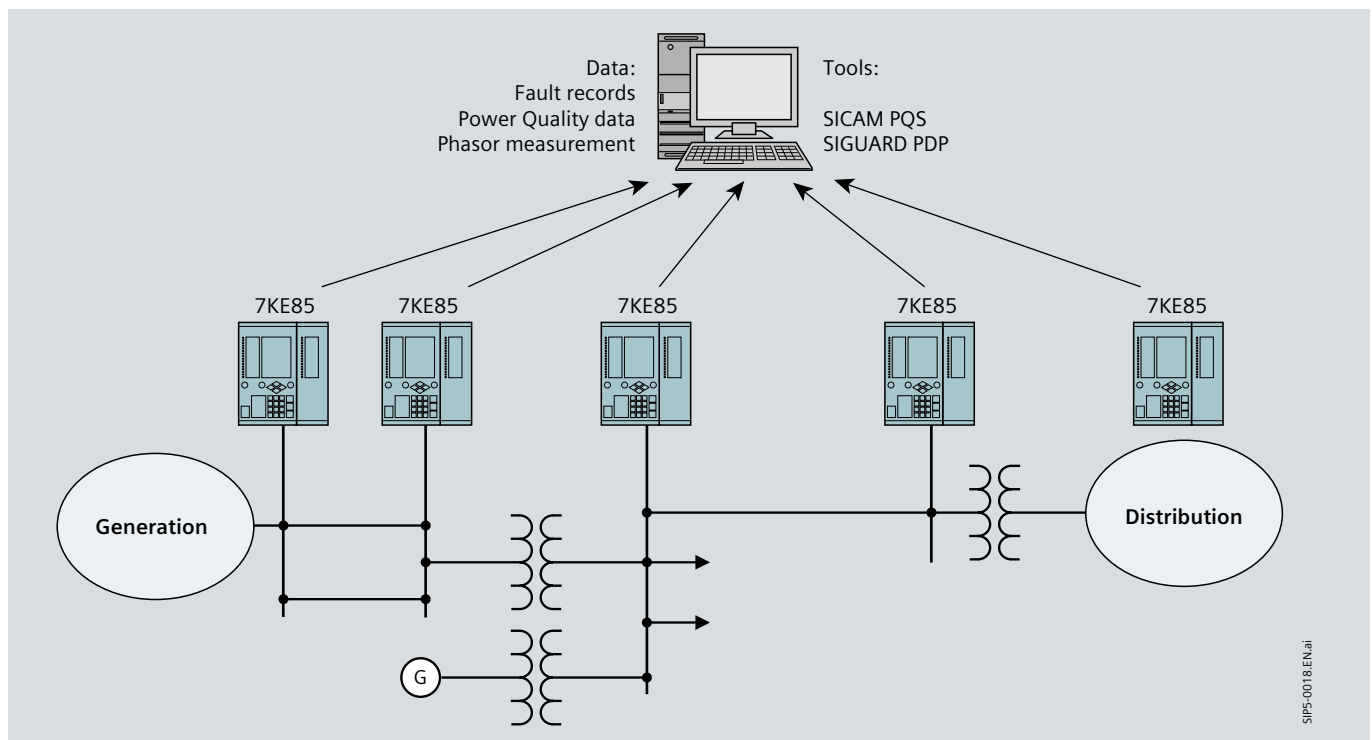 Data:
Fault records
Power Quality data
Phasor measurement
Tools:
SICAM PQS
SIGUARD PDP
7KE85
7KE85
7KE85
7KE85
7KE85
Generation
Distribution
G
SIP5-0018.EN.ai